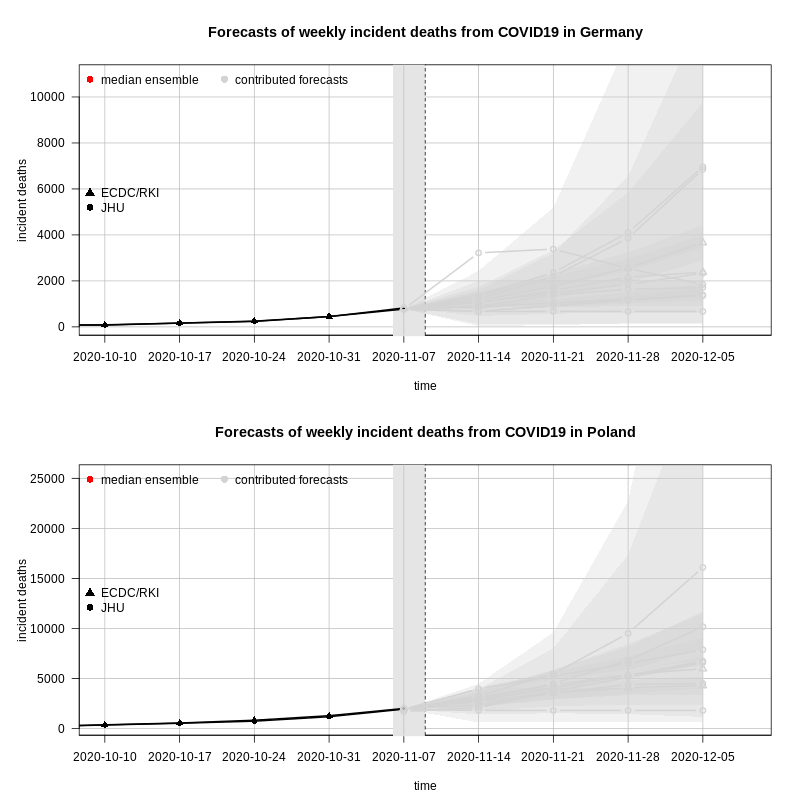 Forecasts of weekly incident deaths from COVID19 in Germany
median ensemble contributed forecasts
10000
8000
6000
4000
2000
0
incident deaths
ECDC/RKI
JHU
2020-10-10 2020-10-17 2020-10-24 2020-10-31 2020-11-07 2020-11-14 2020-11-21 2020-11-28 2020-12-05
time
Forecasts of weekly incident deaths from COVID19 in Poland
median ensemble contributed forecasts
25000
20000
15000
10000
5000
0
incident deaths
ECDC/RKI
JHU
2020-10-10 2020-10-17 2020-10-24 2020-10-31 2020-11-07 2020-11-14 2020-11-21 2020-11-28 2020-12-05
time